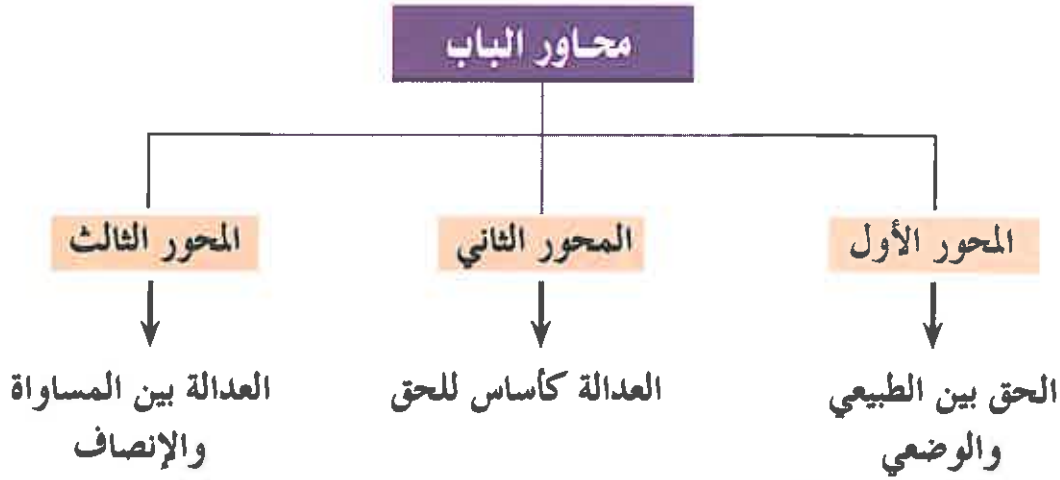 محاور الباب
المحور الأول
المحور الثاني
المحور الثالث
الحق بين الطبيعي
والوضعي
العدالة كأساس للحق
العدالة بين المساواة
والإنصاف